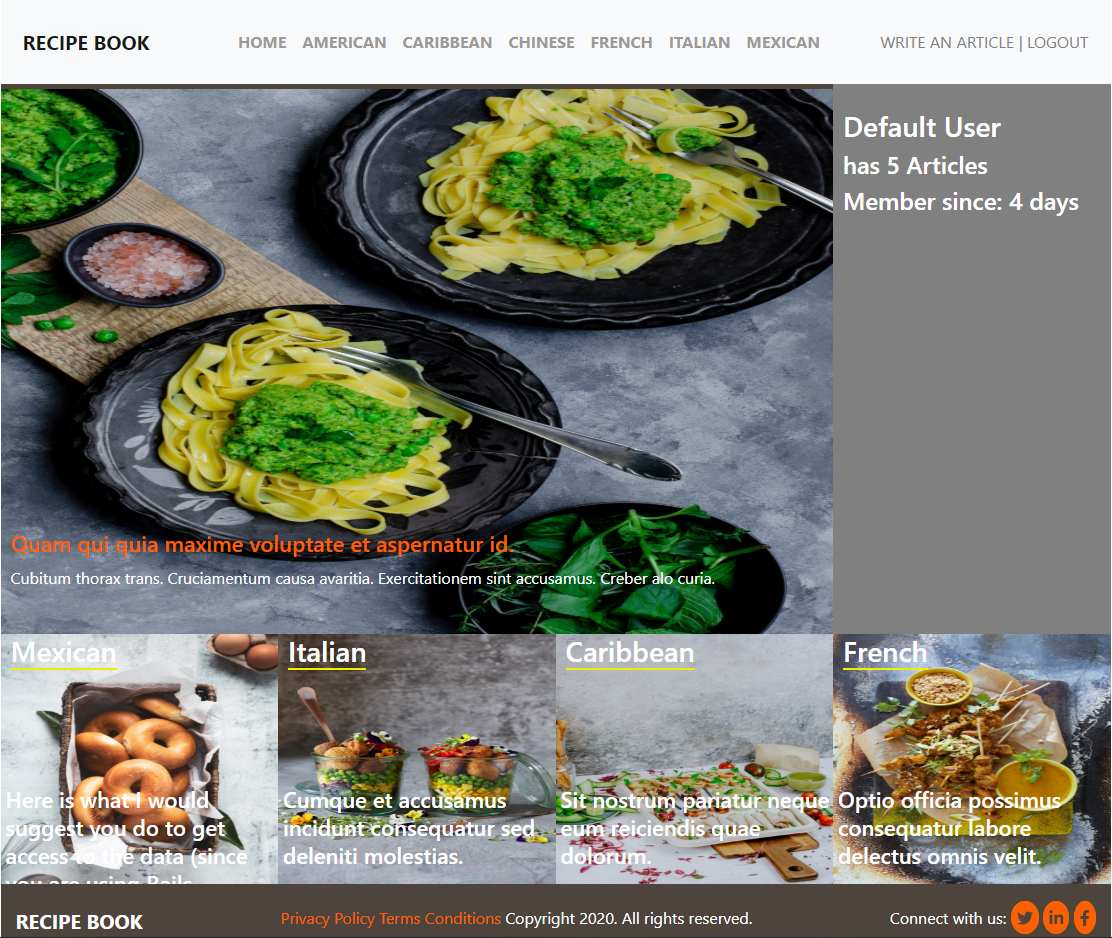 RECIPE BOOK HOME AMERICAN CARIBBEAN CHINESE FRENCH ITALIAN MEXICAN WRITE AN ARTICLE | LOGOUT
Default User
has 5 Articles
Member since: 4 days
Quam qui quia maxime voluptate et aspernatur id.
Cubitum thorax trans. Cruciamentum causa avaritia. Exercitationem sint accusamus. Creber alo curia.
Mexican
Here is what I would
suggest you do to get
access to the data (since
you are using Rails
Italian
Cumque et accusamus
incidunt consequatur sed
deleniti molestias.
Caribbean
Sit nostrum pariatur neque
eum reiciendis quae
dolorum.
French
Optio officia possimus
consequatur labore
delectus omnis velit.
RECIPE BOOK Privacy Policy Terms Conditions Copyright 2020. All rights reserved. Connect with us: